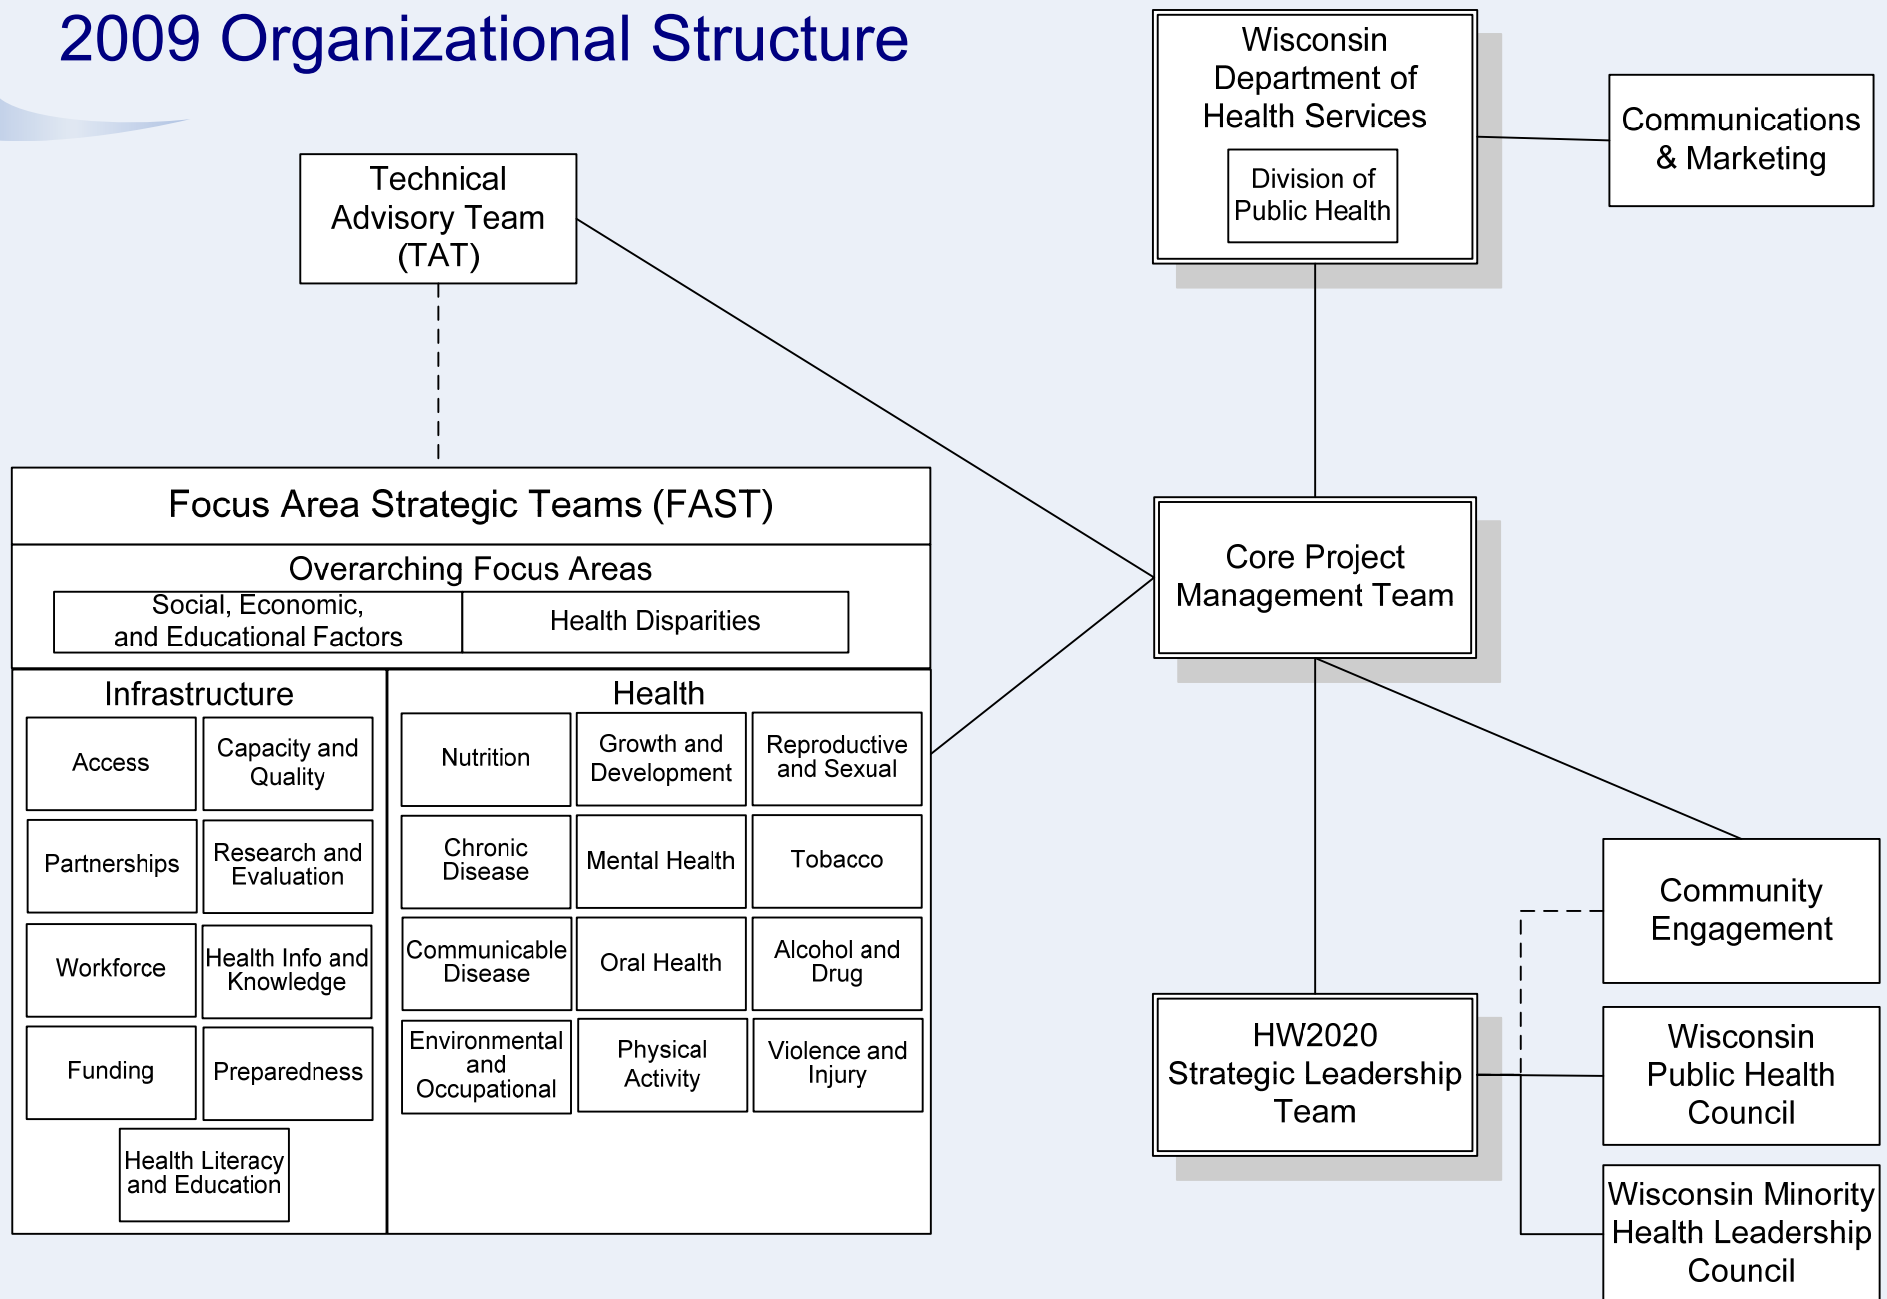 2009 Organizational Structure
Wisconsin
Department of
Health Services
Division of
Public Health
Communications
& Marketing
Technical
Advisory Team
(TAT)
Focus Area Strategic Teams (FAST)
Overarching Focus Areas
Social, Economic,
and Educational Factors
Health Disparities
Infrastructure
Access
Capacity and
Quality
Partnerships
Research and
Evaluation
Workforce
Health Info and
Knowledge
Funding
Preparedness
Health Literacy
and Education
Health
Nutrition
Growth and
Development
Reproductive
and Sexual
Chronic
Disease
Mental Health
Tobacco
Communicable
Disease
Oral Health
Alcohol and
Drug
Environmental
and
Occupational
Physical
Activity
Violence and
Injury
Core Project
Management Team
Community
Engagement
HW2020
Strategic Leadership
Team
Wisconsin
Public Health
Council
Wisconsin Minority
Health Leadership
Council